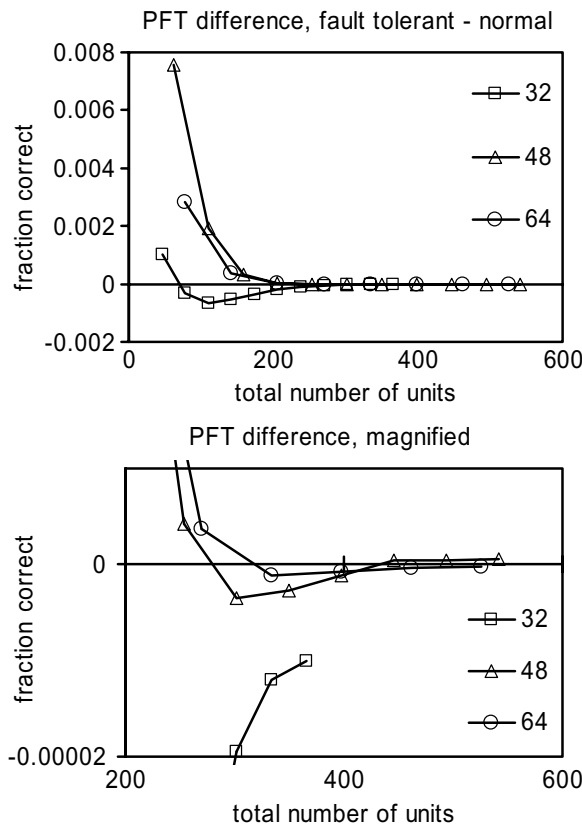 PFT difference, fault tolerant - normal
0.008
0.006
0.004
0.002
0
-0.002
fraction correct
32
48
64
0 200 400 600
total number of units
PFT difference, magnified
0
-0.00002
fraction correct
32
48
64
200 400 600
total number of units